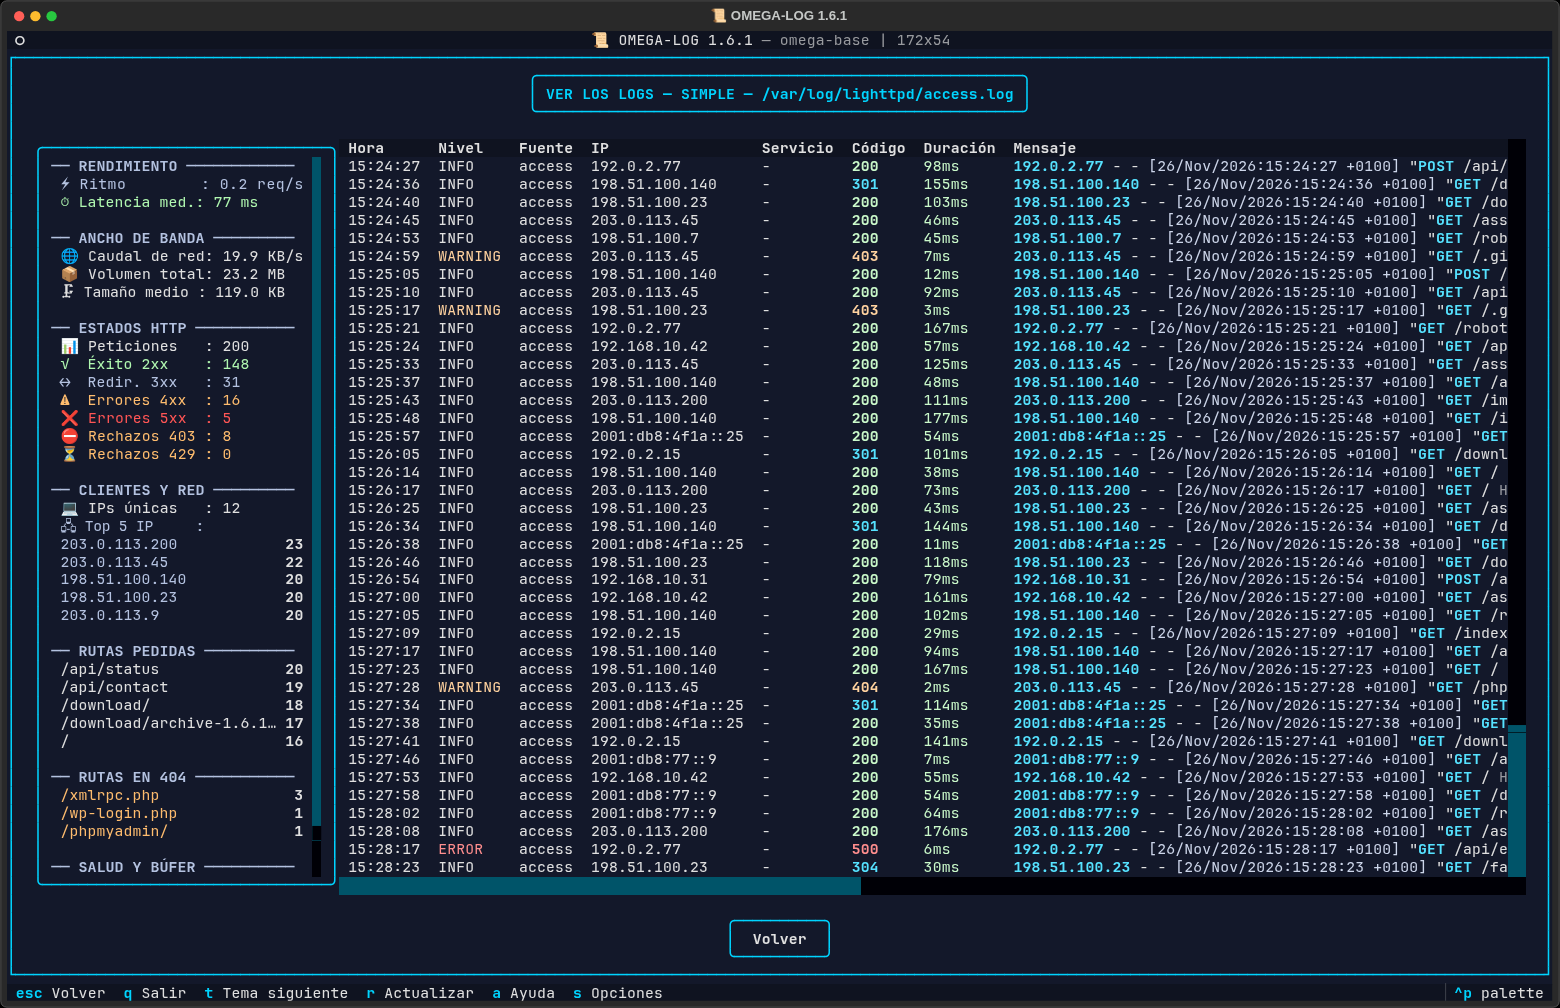 📜 OMEGA-LOG 1.6.1
📜 OMEGA-LOG 1.6.1 — omega-base | 172x54
VER LOS LOGS — SIMPLE — /var/log/lighttpd/access.log
── RENDIMIENTO ────────────
⚡ Ritmo : 0.2 req/s
⏱ Latencia med.: 77 ms
── ANCHO DE BANDA ─────────
🌐 Caudal de red: 19.9 KB/s
📦 Volumen total: 23.2 MB
🗜 Tamaño medio : 119.0 KB
── ESTADOS HTTP ───────────
📊 Peticiones : 200
√ Éxito 2xx : 148
↔ Redir. 3xx : 31
⚠ Errores 4xx : 16
❌ Errores 5xx : 5
⛔ Rechazos 403 : 8
⏳ Rechazos 429 : 0
── CLIENTES Y RED ─────────
💻 IPs únicas : 12
🖧 Top 5 IP :
203.0.113.200 23
203.0.113.45 22
198.51.100.140 20
198.51.100.23 20
203.0.113.9 20
── RUTAS PEDIDAS ──────────
/api/status 20
/api/contact 19
/download/ 18
/download/archive-1.6.1… 17
/ 16
── RUTAS EN 404 ───────────
/xmlrpc.php 3
/wp-login.php 1
/phpmyadmin/ 1
── SALUD Y BÚFER ─────────
Hora Nivel Fuente IP Servicio Código Duración Mensaje
15:24:27 INFO access 192.0.2.77 - 200 98ms 192.0.2.77 - - [26/Nov/2026:15:24:27 +0100] "POST /api/
15:24:36 INFO access 198.51.100.140 - 301 155ms 198.51.100.140 - - [26/Nov/2026:15:24:36 +0100] "GET /d
15:24:40 INFO access 198.51.100.23 - 200 103ms 198.51.100.23 - - [26/Nov/2026:15:24:40 +0100] "GET /do
15:24:45 INFO access 203.0.113.45 - 200 46ms 203.0.113.45 - - [26/Nov/2026:15:24:45 +0100] "GET /ass
15:24:53 INFO access 198.51.100.7 - 200 45ms 198.51.100.7 - - [26/Nov/2026:15:24:53 +0100] "GET /rob
15:24:59 WARNING access 203.0.113.45 - 403 7ms 203.0.113.45 - - [26/Nov/2026:15:24:59 +0100] "GET /.gi
15:25:05 INFO access 198.51.100.140 - 200 12ms 198.51.100.140 - - [26/Nov/2026:15:25:05 +0100] "POST /
15:25:10 INFO access 203.0.113.45 - 200 92ms 203.0.113.45 - - [26/Nov/2026:15:25:10 +0100] "GET /api
15:25:17 WARNING access 198.51.100.23 - 403 3ms 198.51.100.23 - - [26/Nov/2026:15:25:17 +0100] "GET /.g
15:25:21 INFO access 192.0.2.77 - 200 167ms 192.0.2.77 - - [26/Nov/2026:15:25:21 +0100] "GET /robot
15:25:24 INFO access 192.168.10.42 - 200 57ms 192.168.10.42 - - [26/Nov/2026:15:25:24 +0100] "GET /ap
15:25:33 INFO access 203.0.113.45 - 200 125ms 203.0.113.45 - - [26/Nov/2026:15:25:33 +0100] "GET /ass
15:25:37 INFO access 198.51.100.140 - 200 48ms 198.51.100.140 - - [26/Nov/2026:15:25:37 +0100] "GET /a
15:25:43 INFO access 203.0.113.200 - 200 111ms 203.0.113.200 - - [26/Nov/2026:15:25:43 +0100] "GET /im
15:25:48 INFO access 198.51.100.140 - 200 177ms 198.51.100.140 - - [26/Nov/2026:15:25:48 +0100] "GET /i
15:25:57 INFO access 2001:db8:4f1a::25 - 200 54ms 2001:db8:4f1a::25 - - [26/Nov/2026:15:25:57 +0100] "GET
15:26:05 INFO access 192.0.2.15 - 301 101ms 192.0.2.15 - - [26/Nov/2026:15:26:05 +0100] "GET /downl
15:26:14 INFO access 198.51.100.140 - 200 38ms 198.51.100.140 - - [26/Nov/2026:15:26:14 +0100] "GET /
15:26:17 INFO access 203.0.113.200 - 200 73ms 203.0.113.200 - - [26/Nov/2026:15:26:17 +0100] "GET / H
15:26:25 INFO access 198.51.100.23 - 200 43ms 198.51.100.23 - - [26/Nov/2026:15:26:25 +0100] "GET /as
15:26:34 INFO access 198.51.100.140 - 301 144ms 198.51.100.140 - - [26/Nov/2026:15:26:34 +0100] "GET /d
15:26:38 INFO access 2001:db8:4f1a::25 - 200 11ms 2001:db8:4f1a::25 - - [26/Nov/2026:15:26:38 +0100] "GET
15:26:46 INFO access 198.51.100.23 - 200 118ms 198.51.100.23 - - [26/Nov/2026:15:26:46 +0100] "GET /do
15:26:54 INFO access 192.168.10.31 - 200 79ms 192.168.10.31 - - [26/Nov/2026:15:26:54 +0100] "POST /a
15:27:00 INFO access 192.168.10.42 - 200 161ms 192.168.10.42 - - [26/Nov/2026:15:27:00 +0100] "GET /as
15:27:05 INFO access 198.51.100.140 - 200 102ms 198.51.100.140 - - [26/Nov/2026:15:27:05 +0100] "GET /r
15:27:09 INFO access 192.0.2.15 - 200 29ms 192.0.2.15 - - [26/Nov/2026:15:27:09 +0100] "GET /index
15:27:17 INFO access 198.51.100.140 - 200 94ms 198.51.100.140 - - [26/Nov/2026:15:27:17 +0100] "GET /a
15:27:23 INFO access 198.51.100.140 - 200 167ms 198.51.100.140 - - [26/Nov/2026:15:27:23 +0100] "GET /
15:27:28 WARNING access 203.0.113.45 - 404 2ms 203.0.113.45 - - [26/Nov/2026:15:27:28 +0100] "GET /php
15:27:34 INFO access 2001:db8:4f1a::25 - 301 114ms 2001:db8:4f1a::25 - - [26/Nov/2026:15:27:34 +0100] "GET
15:27:38 INFO access 2001:db8:4f1a::25 - 200 35ms 2001:db8:4f1a::25 - - [26/Nov/2026:15:27:38 +0100] "GET
15:27:41 INFO access 192.0.2.15 - 200 141ms 192.0.2.15 - - [26/Nov/2026:15:27:41 +0100] "GET /downl
15:27:46 INFO access 2001:db8:77::9 - 200 7ms 2001:db8:77::9 - - [26/Nov/2026:15:27:46 +0100] "GET /a
15:27:53 INFO access 192.168.10.42 - 200 55ms 192.168.10.42 - - [26/Nov/2026:15:27:53 +0100] "GET / H
15:27:58 INFO access 2001:db8:77::9 - 200 54ms 2001:db8:77::9 - - [26/Nov/2026:15:27:58 +0100] "GET /d
15:28:02 INFO access 2001:db8:77::9 - 200 64ms 2001:db8:77::9 - - [26/Nov/2026:15:28:02 +0100] "GET /r
15:28:08 INFO access 203.0.113.200 - 200 176ms 203.0.113.200 - - [26/Nov/2026:15:28:08 +0100] "GET /as
15:28:17 ERROR access 192.0.2.77 - 500 6ms 192.0.2.77 - - [26/Nov/2026:15:28:17 +0100] "GET /api/e
15:28:23 INFO access 198.51.100.23 - 304 30ms 198.51.100.23 - - [26/Nov/2026:15:28:23 +0100] "GET /fa
Volver
esc Volver q Salir t Tema siguiente r Actualizar a Ayuda s Opciones ^p palette